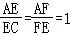 AE/EC = AF/FE = 1